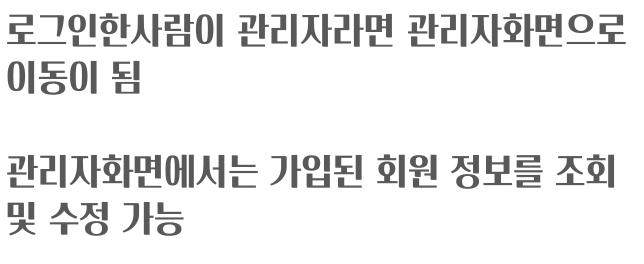 로그인한사람이 관리자라면 관리자화면으로
이동이 됨
관리자화면에서는 가입된 회원 정보를 조회
및 수정 가능